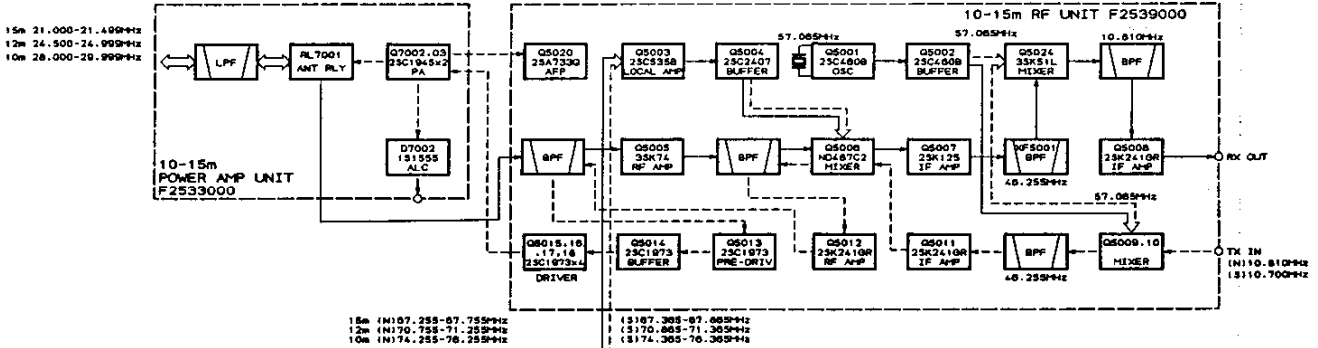 10-15m RF UNIT F2539000
15m 21.000-21.499MHz
12m 24.500-24.999MHz
10m 28.000-29.999MHz
LPF
RL7001
ANT RLY
Q7002.03
2SC1945x2
PA
Q5020
2SA733Q
AFP
Q5003
2SC535B
LOCAL AMP
Q5004
2SC2407
BUFFER
57.065MHz
Q5001
2SC460B
OSC
Q5002
2SC460B
BUFFER
57.065MHz
Q5024
3SK51L
MIXER
10.810MHz
BPF
D7002
1S1555
ALC
10-15m
POWER AMP UNIT
F2533000
BPF
Q5005
3SK74
RF AMP
BPF
Q5006
ND487C2
MIXER
Q5007
2SK125
IF AMP
XF5001
BPF
46.255MHz
Q5008
2SK241GR
IF AMP
RX OUT
57.065MHz
Q5015.16
.17.18
2SC1973x4
DRIVER
Q5014
2SC1973
BUFFER
Q5013
2SC1973
PRE-DRIV
Q5012
2SK241GR
RF AMP
Q5011
2SK241GR
IF AMP
BPF
46.255MHz
Q5009.10
MIXER
TX IN
(N)10.810MHz
(S)10.700MHz
15m (N)67.255-67.755MHz
12m (N)70.755-71.255MHz
10m (N)74.255-76.255MHz
(S)67.365-67.865MHz
(S)70.865-71.365MHz
(S)74.365-76.365MHz